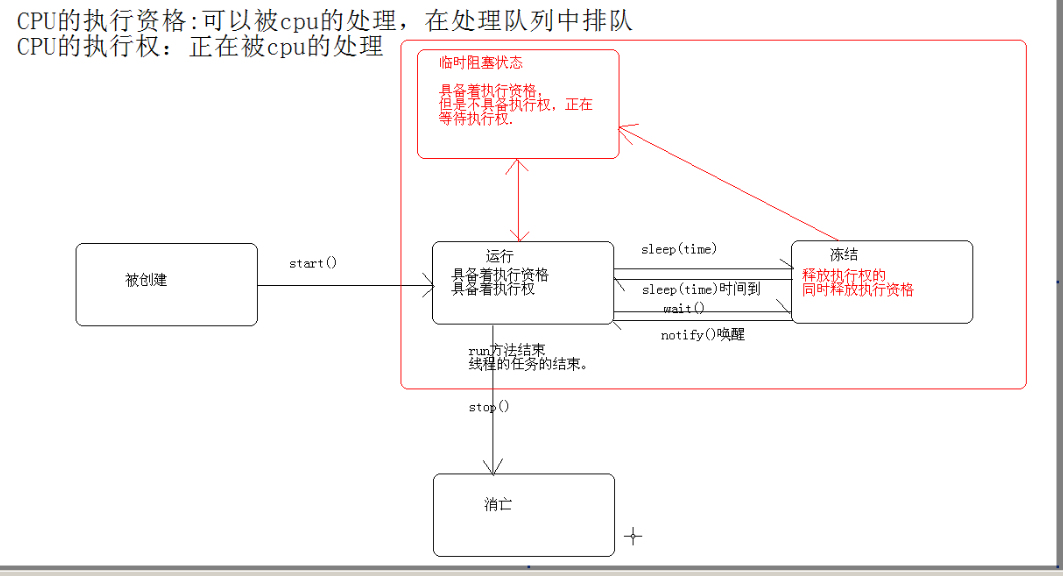 CPU的执行资格:可以被cpu的处理，在处理队列中排队
CPU的执行权：正在被cpu的处理
临时阻塞状态
具备着执行资格，
但是不具备执行权，正在
等待执行权.
被创建
start()
运行
具备着执行资格
具备着执行权
sleep(time)
sleep(time)时间到
wait()
notify()唤醒
冻结
释放执行权的
同时释放执行资格
run方法结束
线程的任务的结束。
stop()
消亡